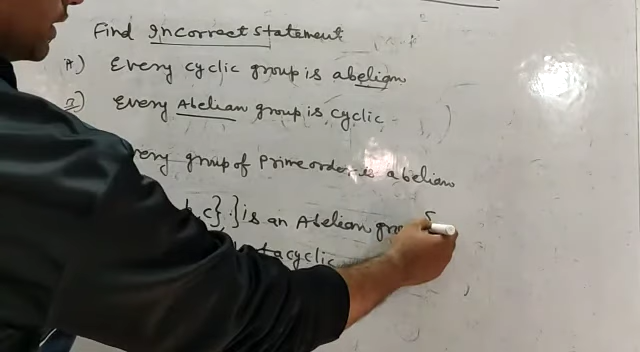 Find Incorrect Statement
A) Every cyclic group is abelian
B) Every Abelian group is cyclic
very group of Prime order is abelian
b, c} .} is an Abelian gro
t a cyclic